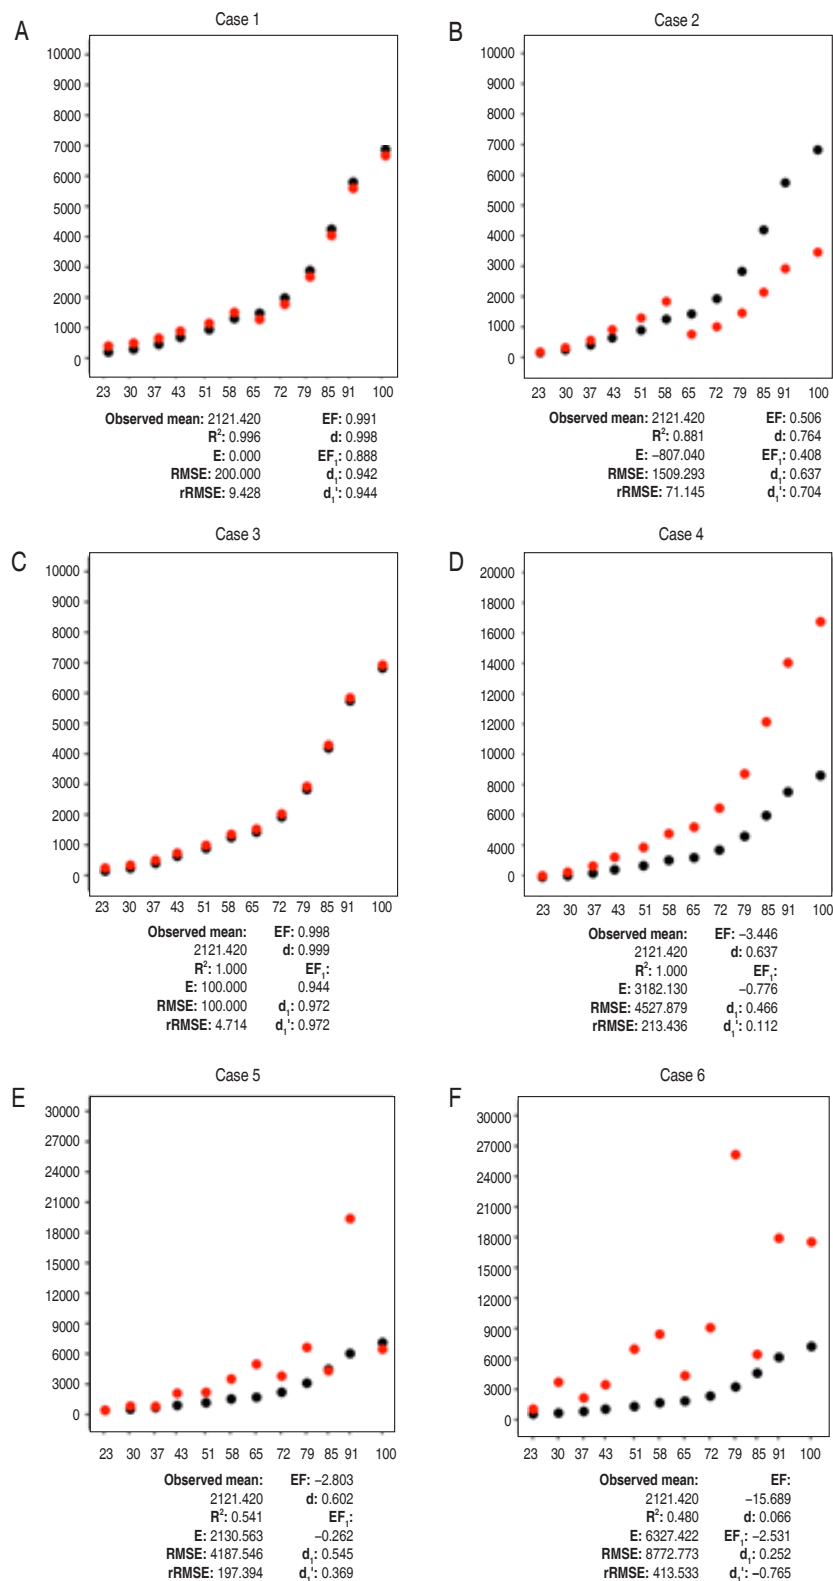 A
Case 1
10000
9000
8000
7000
6000
5000
4000
3000
2000
1000
0
23 30 37 43 51 58 65 72 79 85 91 100
Observed mean: 2121.420 EF: 0.991
R²: 0.996 d: 0.998
E: 0.000 EF₁: 0.888
RMSE: 200.000 d₁: 0.942
rRMSE: 9.428 d₁': 0.944
B
Case 2
10000
9000
8000
7000
6000
5000
4000
3000
2000
1000
0
23 30 37 43 51 58 65 72 79 85 91 100
Observed mean: 2121.420 EF: 0.506
R²: 0.881 d: 0.764
E: −807.040 EF₁: 0.408
RMSE: 1509.293 d₁: 0.637
rRMSE: 71.145 d₁': 0.704
C
Case 3
10000
9000
8000
7000
6000
5000
4000
3000
2000
1000
0
23 30 37 43 51 58 65 72 79 85 91 100
Observed mean: EF: 0.998
2121.420 d: 0.999
R²: 1.000 EF₁:
E: 100.000 0.944
RMSE: 100.000 d₁: 0.972
rRMSE: 4.714 d₁': 0.972
D
Case 4
20000
18000
16000
14000
12000
10000
8000
4000
2000
0
23 30 37 43 51 58 65 72 79 85 91 100
Observed mean: EF: −3.446
2121.420 d: 0.637
R²: 1.000 EF₁:
E: 3182.130 −0.776
RMSE: 4527.879 d₁: 0.466
rRMSE: 213.436 d₁': 0.112
E
Case 5
30000
27000
24000
21000
18000
15000
12000
9000
6000
3000
0
23 30 37 43 51 58 65 72 79 85 91 100
Observed mean: EF: −2.803
2121.420 d: 0.602
R²: 0.541 EF₁:
E: 2130.563 −0.262
RMSE: 4187.546 d₁: 0.545
rRMSE: 197.394 d₁': 0.369
F
Case 6
30000
27000
24000
21000
18000
15000
12000
9000
6000
3000
0
23 30 37 43 51 58 65 72 79 85 91 100
Observed mean: EF:
2121.420 −15.689
R²: 0.480 d: 0.066
E: 6327.422 EF₁: −2.531
RMSE: 8772.773 d₁: 0.252
rRMSE: 413.533 d₁': −0.765